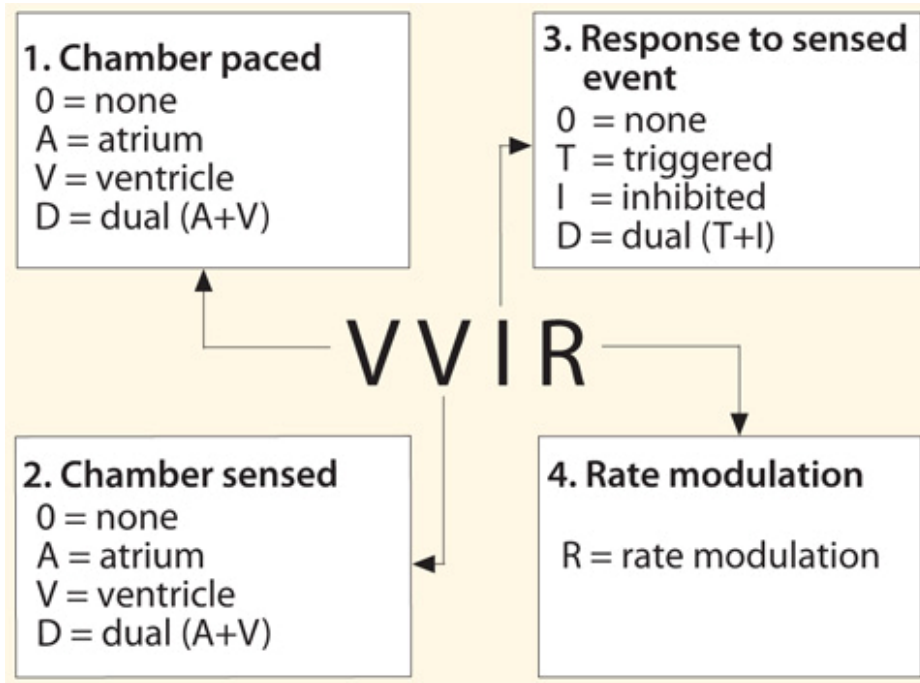 1. Chamber paced
0 = none
A = atrium
V = ventricle
D = dual (A+V)
3. Response to sensed
event
0 = none
T = triggered
I = inhibited
D = dual (T+I)
VVIR
2. Chamber sensed
0 = none
A = atrium
V = ventricle
D = dual (A+V)
4. Rate modulation
R = rate modulation